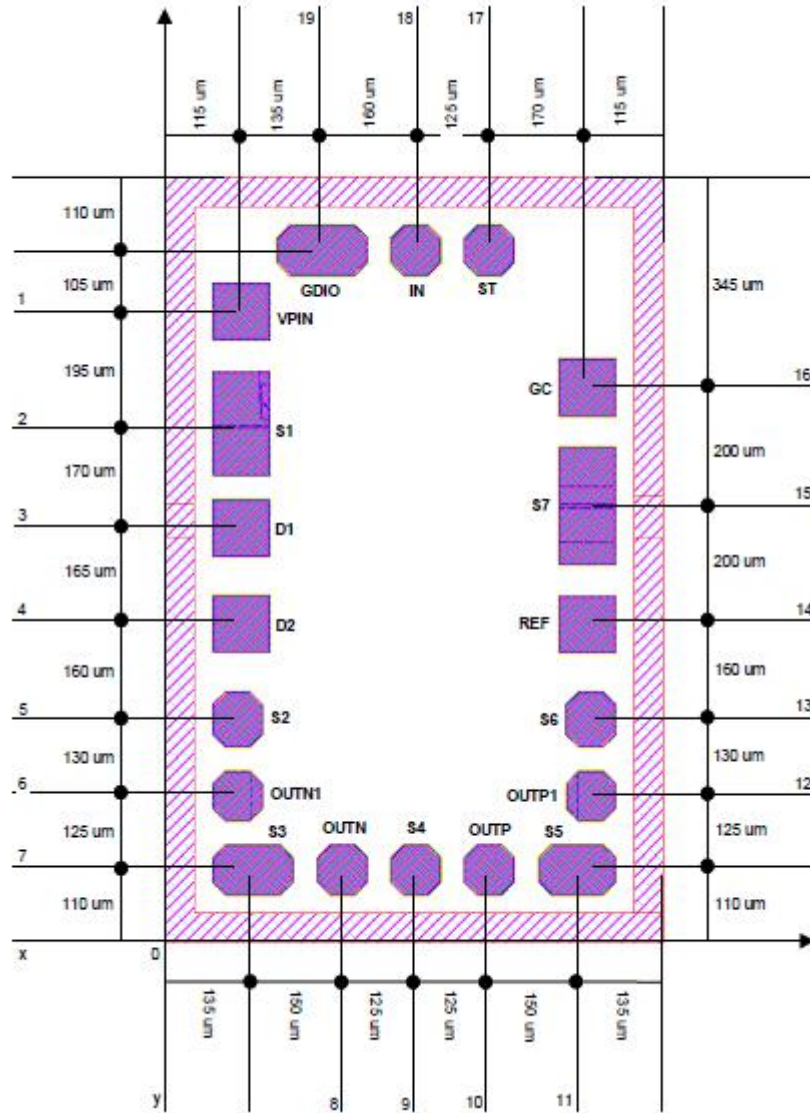 19
18
17
115 um
135 um
160 um
125 um
170 um
115 um
110 um
105 um
345 um
GDIO
IN
ST
1
VPIN
195 um
GC
16
2
S1
200 um
170 um
S7
15
3
D1
165 um
200 um
4
D2
REF
14
160 um
160 um
5
S2
S6
13
130 um
130 um
6
OUTN1
OUTP1
12
125 um
S3
OUTN
S4
OUTP
S5
125 um
7
110 um
110 um
x
0
135 um
150 um
125 um
125 um
150 um
135 um
y
8
9
10
11